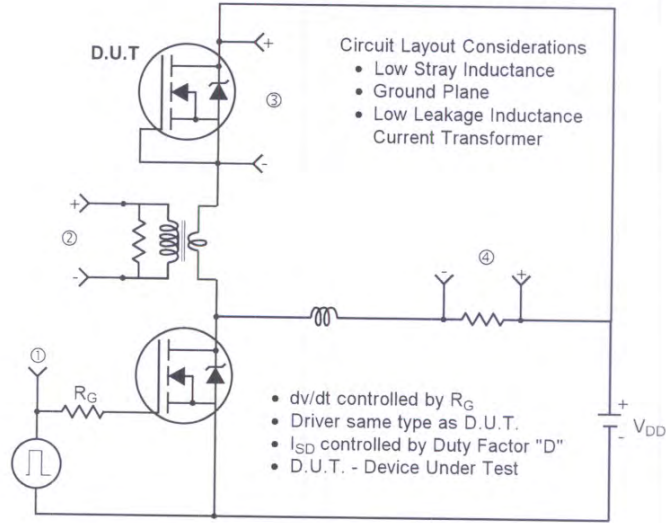 D.U.T
+
③
-
Circuit Layout Considerations
• Low Stray Inductance
• Ground Plane
• Low Leakage Inductance
Current Transformer
+
②
-
- ④ +
①
R_G
• dv/dt controlled by R_G
• Driver same type as D.U.T.
• I_SD controlled by Duty Factor "D"
• D.U.T. - Device Under Test
+
V_DD
-